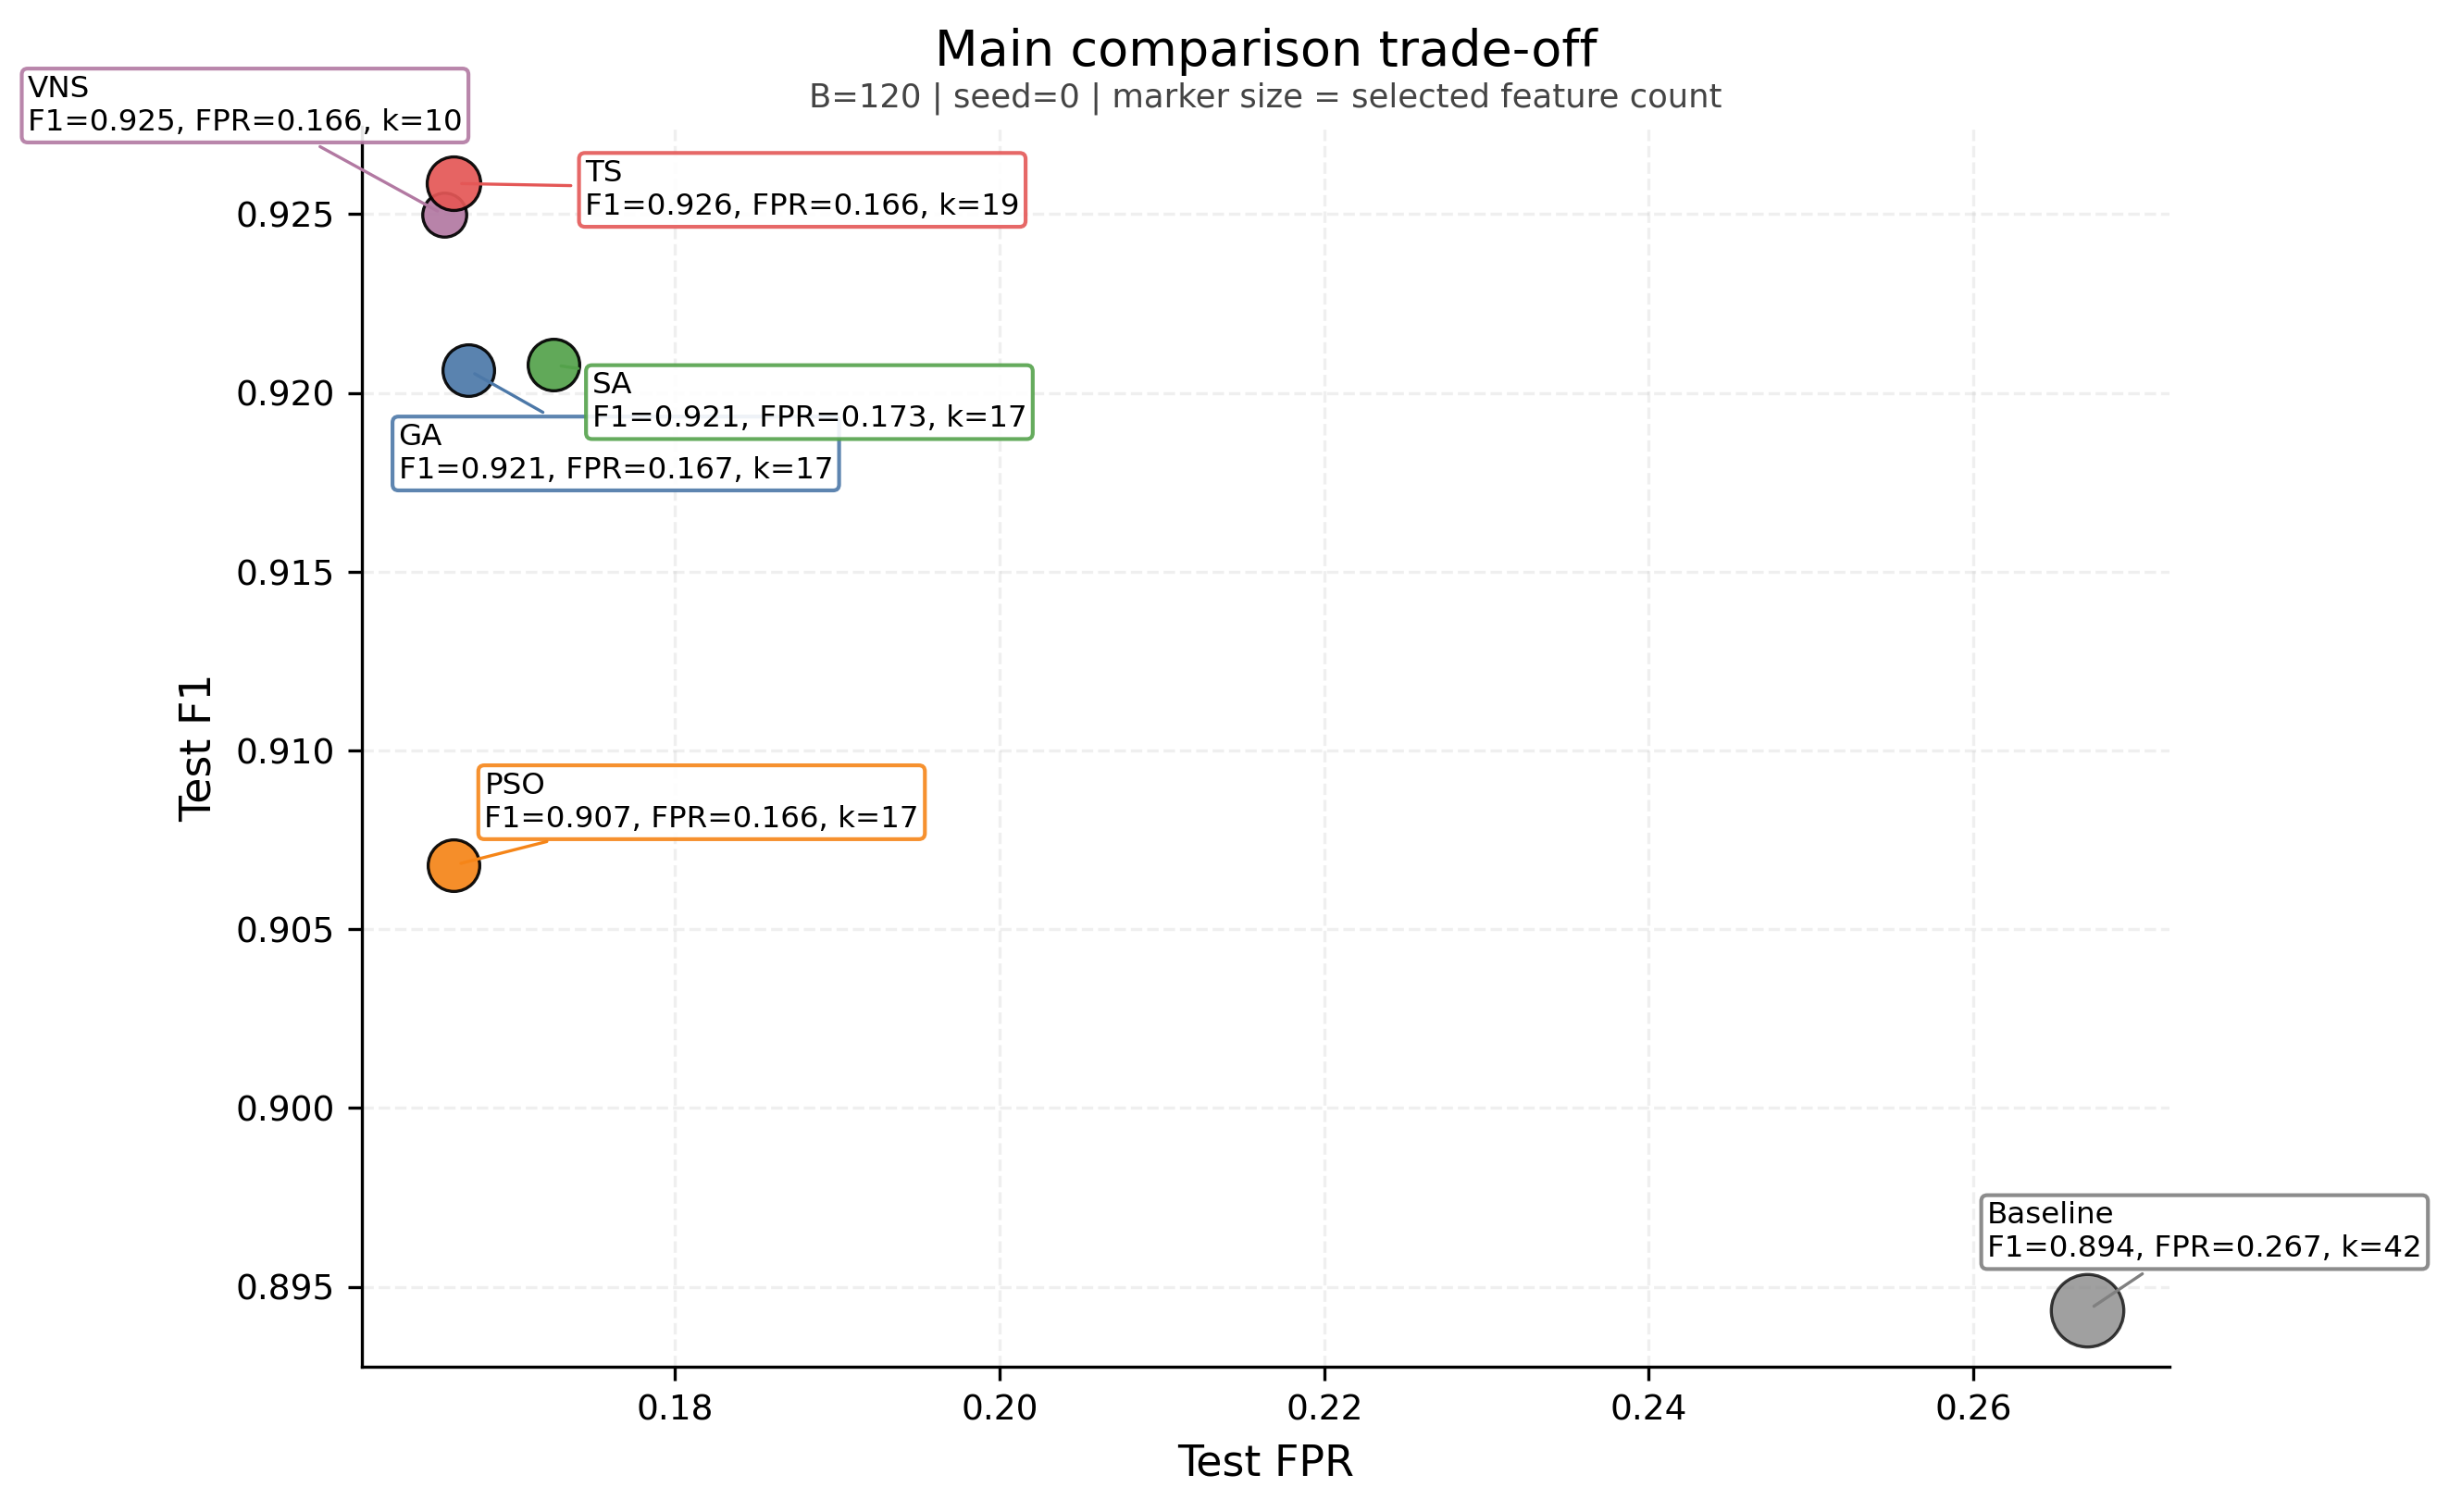 Main comparison trade-off
B=120 | seed=0 | marker size = selected feature count
VNS
F1=0.925, FPR=0.166, k=10
TS
F1=0.926, FPR=0.166, k=19
SA
F1=0.921, FPR=0.173, k=17
GA
F1=0.921, FPR=0.167, k=17
PSO
F1=0.907, FPR=0.166, k=17
Baseline
F1=0.894, FPR=0.267, k=42
Test F1
0.925
0.920
0.915
0.910
0.905
0.900
0.895
0.18
0.20
0.22
0.24
0.26
Test FPR